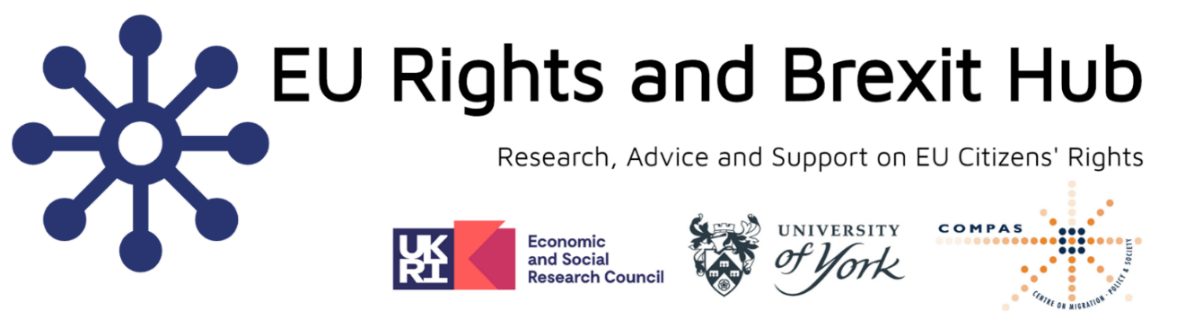 EU Rights and Brexit Hub
Research, Advice and Support on EU Citizens' Rights
UK
RI
Economic
and Social
Research Council
UNIVERSITY
of York
COMPAS
CENTRE ON MIGRATION · POLICY & SOCIETY